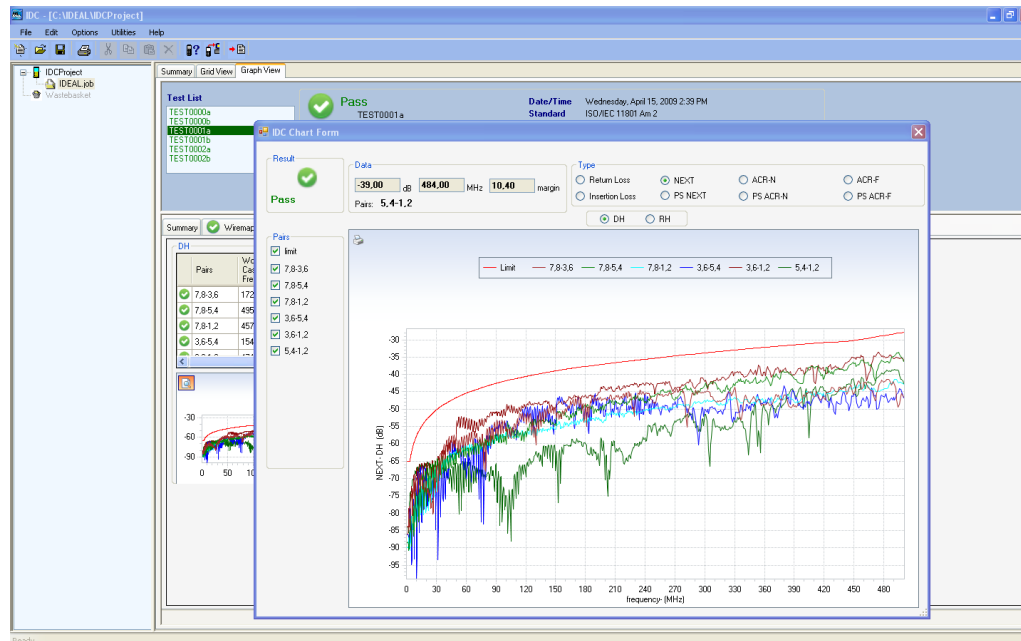 IDC - [C:\IDEAL\IDCProject]
File Edit Options Utilities Help
IDCProject
IDEAL.job
Wastebasket
Summary Grid View Graph View
Test List
TEST0000a
TEST0000b
TEST0001a
TEST0001b
TEST0002a
TEST0002b
Pass
TEST0001a
Date/Time Wednesday, April 15, 2009 2:39 PM
Standard ISO/IEC 11801 Am 2
Summary Wiremap
DH
Pairs
7,8-3,6 172
7,8-5,4 495
7,8-1,2 457
3,6-5,4 154
-30
-60
-90
0 50
IDC Chart Form
Result
Pass
Data
-39,00 dB 484,00 MHz 10,40 margin
Pairs: 5,4-1,2
Type
Return Loss NEXT ACR-N ACR-F
Insertion Loss PS NEXT PS ACR-N PS ACR-F
DH RH
Pairs
limit
7,8-3,6
7,8-5,4
7,8-1,2
3,6-5,4
3,6-1,2
5,4-1,2
Limit 7,8-3,6 7,8-5,4 7,8-1,2 3,6-5,4 3,6-1,2 5,4-1,2
-30
-35
-40
-45
-50
-55
-60
-65
-70
-75
-80
-85
-90
-95
NEXT - DH (dB)
0 30 60 90 120 150 180 210 240 270 300 330 360 390 420 450 480
frequency- (MHz)